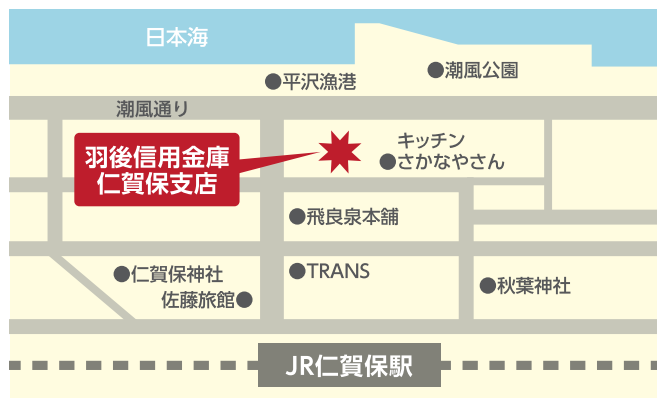 日本海
●潮風公園
●平沢漁港
潮風通り
キッチン
●さかなやさん
羽後信用金庫
仁賀保支店
●飛良泉本舗
●仁賀保神社
●TRANS
佐藤旅館●
●秋葉神社
JR仁賀保駅